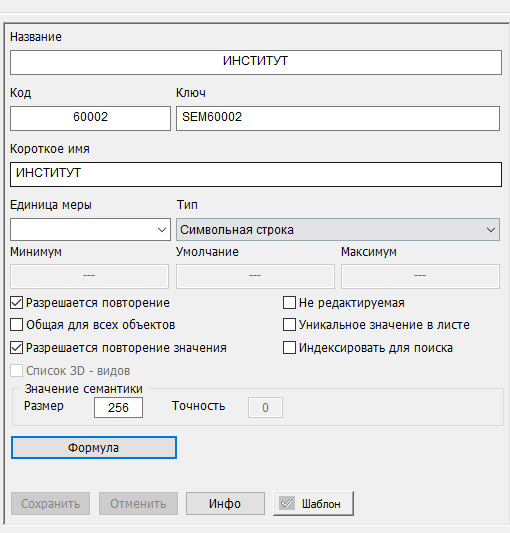 Название
ИНСТИТУТ
Код Ключ
60002 SEM60002
Короткое имя
ИНСТИТУТ
Единица меры Тип
Символьная строка
Минимум Умолчание Максимум
--- --- ---
Разрешается повторение Не редактируемая
Общая для всех объектов Уникальное значение в листе
Разрешается повторение значения Индексировать для поиска
Список 3D - видов
Значение семантики
Размер 256 Точность 0
Формула
Сохранить Отменить Инфо Шаблон